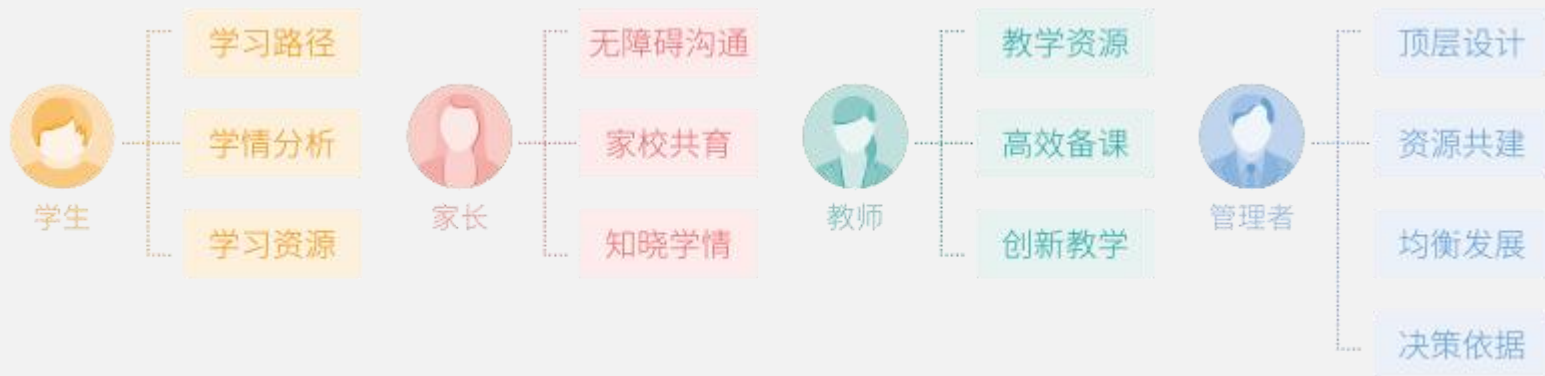 学生
学习路径
学情分析
学习资源
家长
无障碍沟通
家校共育
知晓学情
教师
教学资源
高效备课
创新教学
管理者
顶层设计
资源共建
均衡发展
决策依据